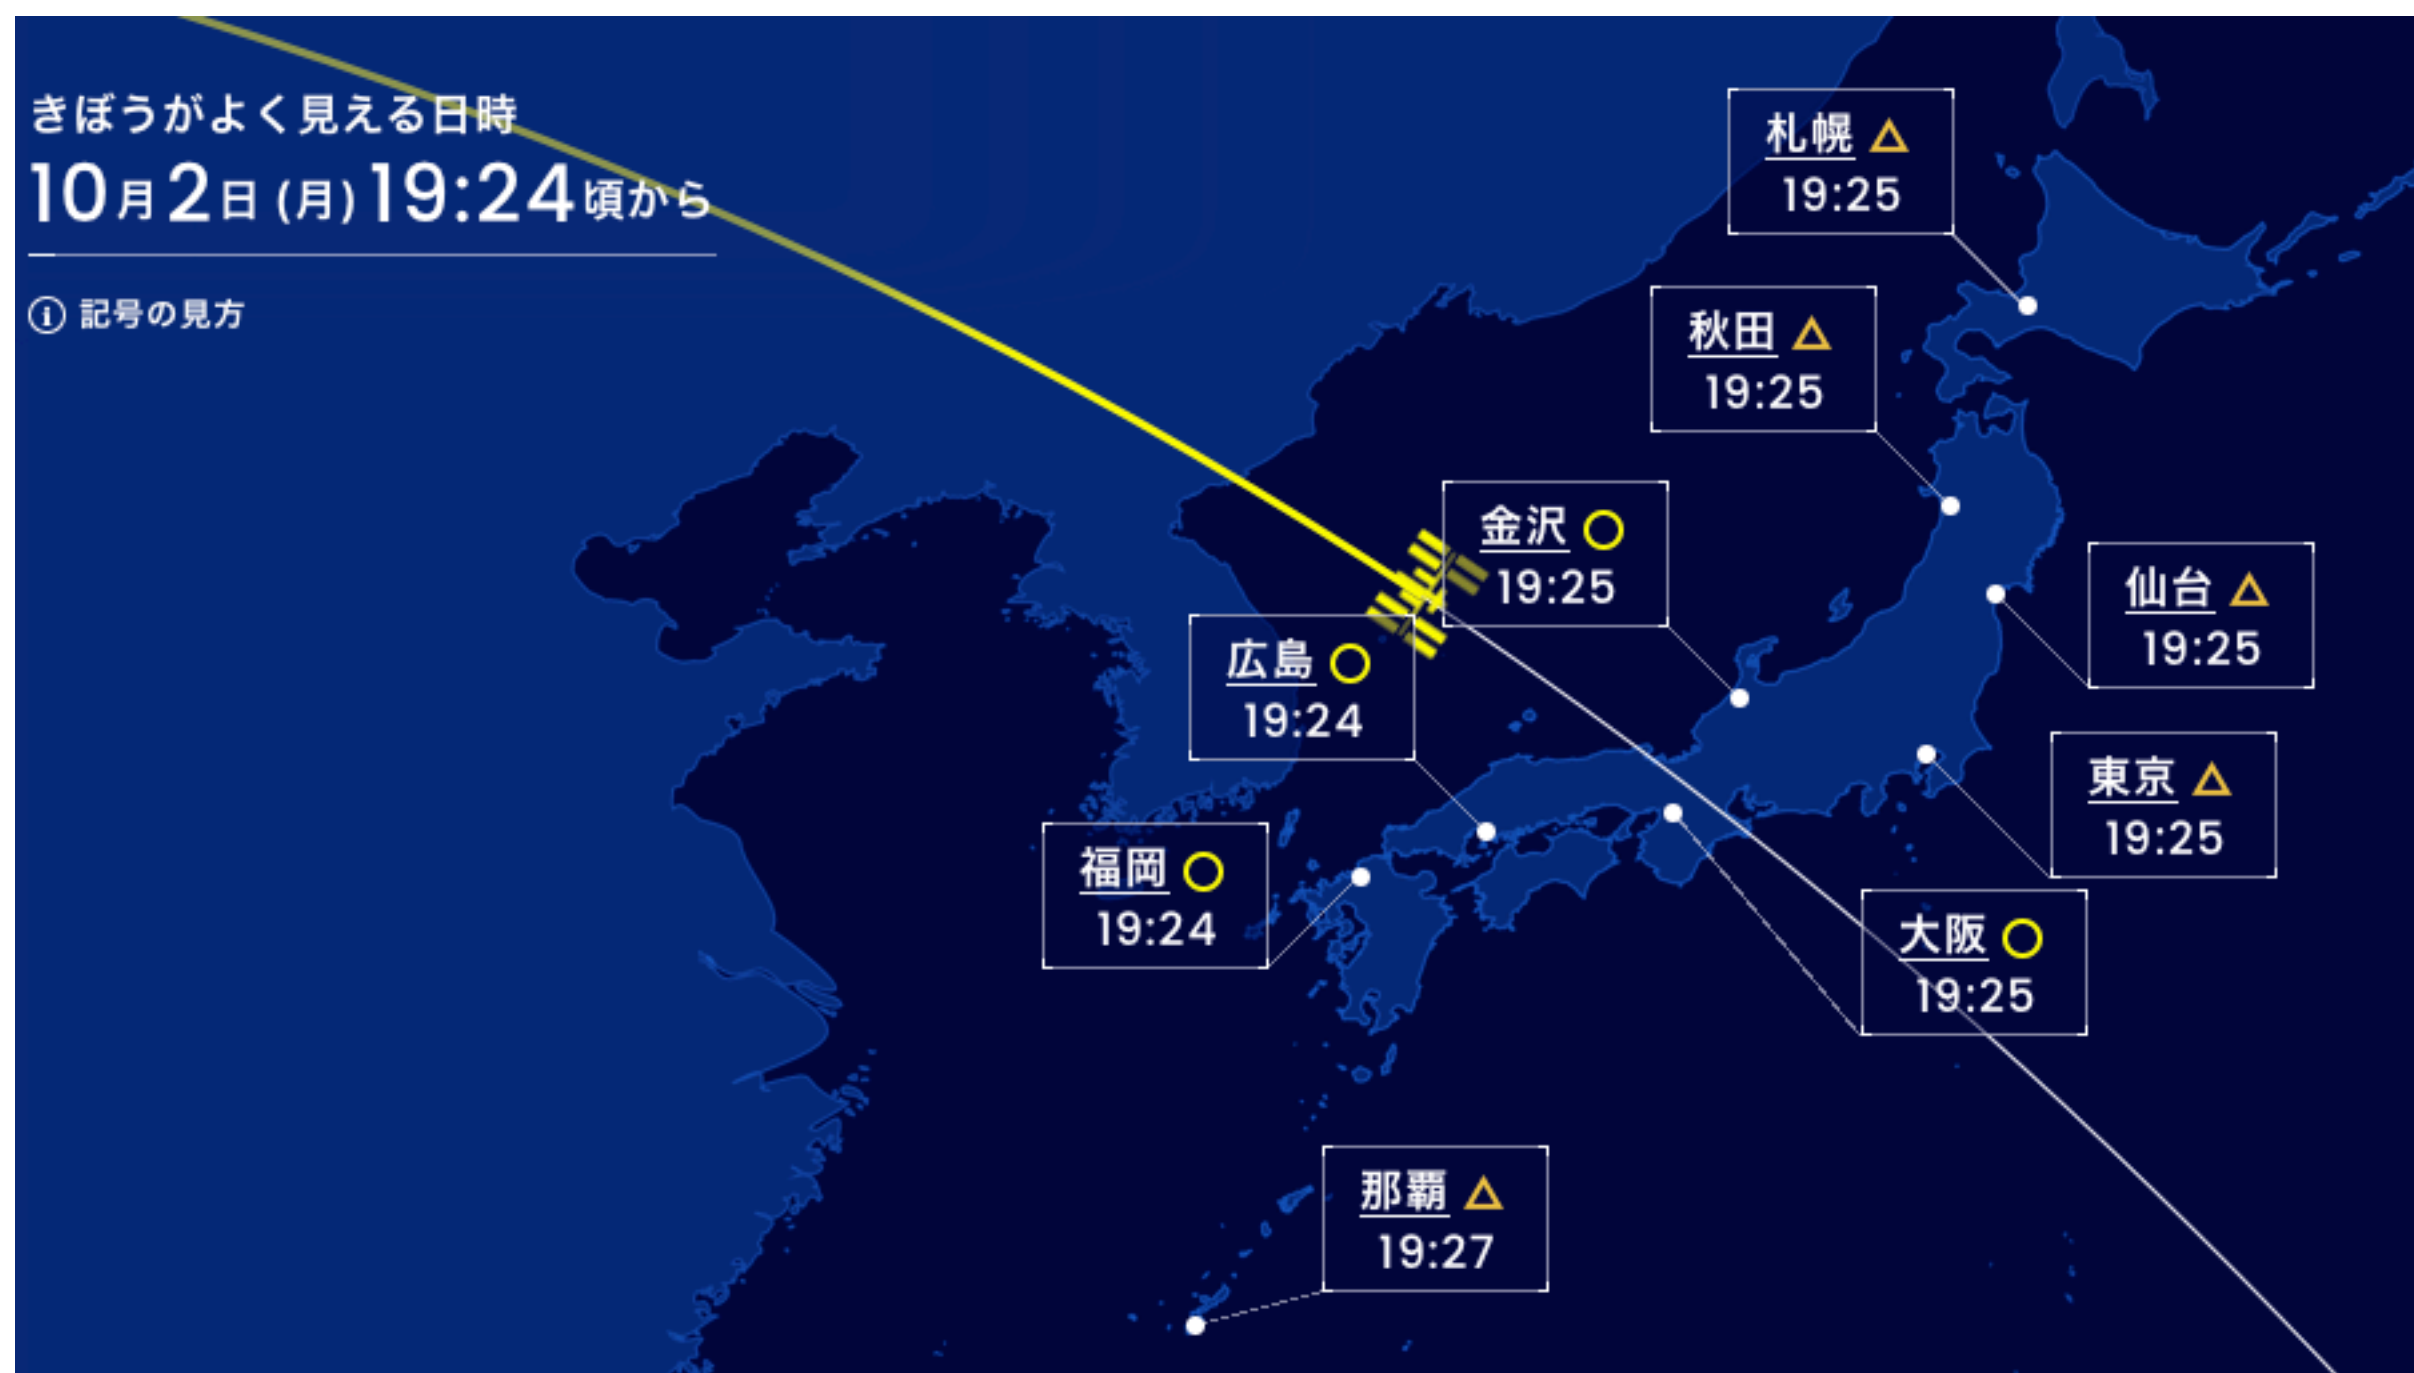 きぼうがよく見える日時
10月2日 (月) 19:24頃から
i 記号の見方
札幌 △
19:25
秋田 △
19:25
金沢 ○
19:25
仙台 △
19:25
広島 ○
19:24
東京 △
19:25
福岡 ○
19:24
大阪 ○
19:25
那覇 △
19:27